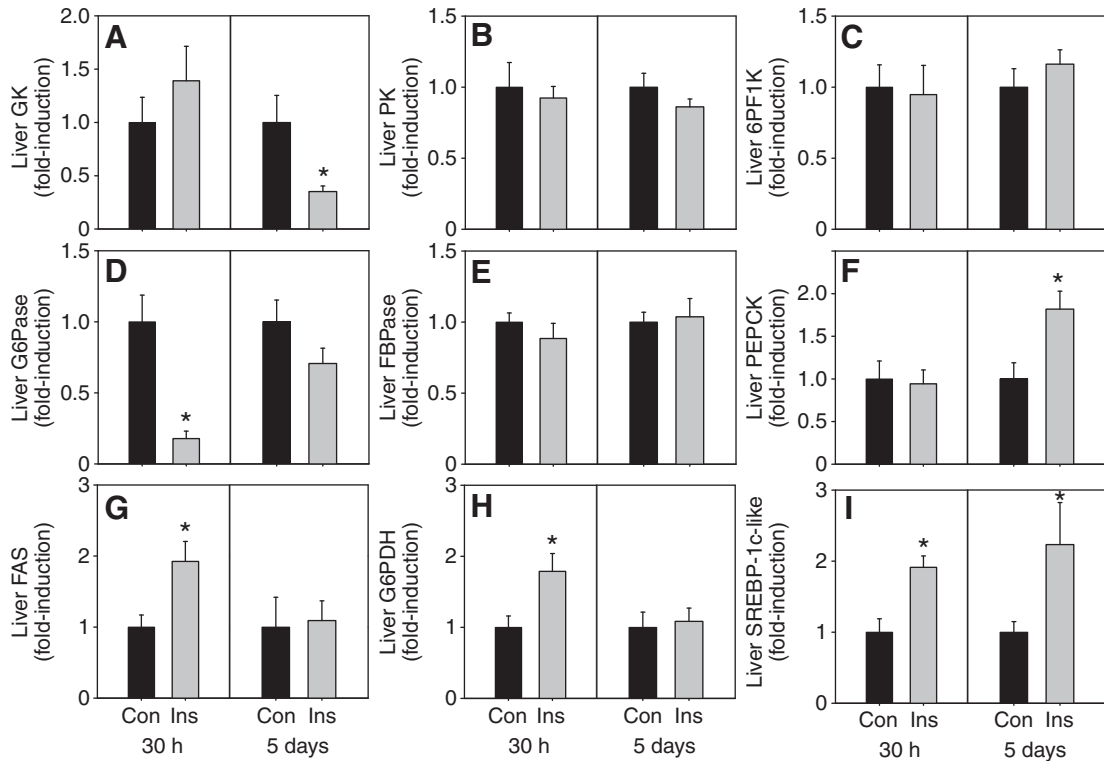 A
Liver GK
(fold-induction)
2.0
1.5
1.0
0.5
0
*
B
Liver PK
(fold-induction)
1.5
1.0
0.5
0
C
Liver 6PF1K
(fold-induction)
1.5
1.0
0.5
0
D
Liver G6Pase
(fold-induction)
1.5
1.0
0.5
0
*
E
Liver FBPase
(fold-induction)
1.5
1.0
0.5
0
F
Liver PEPCK
(fold-induction)
2.0
1.5
1.0
0.5
0
*
G
Liver FAS
(fold-induction)
3
2
1
0
*
Con Ins Con Ins
30 h 5 days
H
Liver G6PDH
(fold-induction)
3
2
1
0
*
Con Ins Con Ins
30 h 5 days
I
Liver SREBP-1c-like
(fold-induction)
3
2
1
0
*
*
Con Ins Con Ins
30 h 5 days